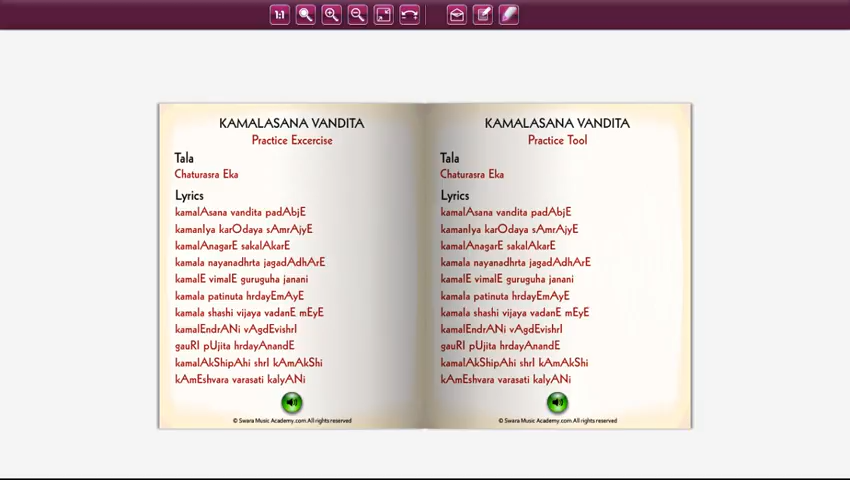 1:1
KAMALASANA VANDITA
Practice Excercise
Tala
Chaturasra Eka
Lyrics
kamalAsana vandita padAbjE
kamanIya karOdaya sAmrAjyE
kamalAnagarE sakalAkarE
kamala nayanadhrta jagadAdhArE
kamalE vimalE guruguha janani
kamala patinuta hrdayEmAyE
kamala shashi vijaya vadanE mEyE
kamalEndrANi vAgdEvishrI
gauRI pUjita hrdayAnandE
kamalAkShipAhi shrI kAmAkShi
kAmEshvara varasati kalyANi
© Swara Music Academy.com.All rights reserved
KAMALASANA VANDITA
Practice Tool
Tala
Chaturasra Eka
Lyrics
kamalAsana vandita padAbjE
kamanIya karOdaya sAmrAjyE
kamalAnagarE sakalAkarE
kamala nayanadhrta jagadAdhArE
kamalE vimalE guruguha janani
kamala patinuta hrdayEmAyE
kamala shashi vijaya vadanE mEyE
kamalEndrANi vAgdEvishrI
gauRI pUjita hrdayAnandE
kamalAkShipAhi shrI kAmAkShi
kAmEshvara varasati kalyANi
© Swara Music Academy.com.All rights reserved